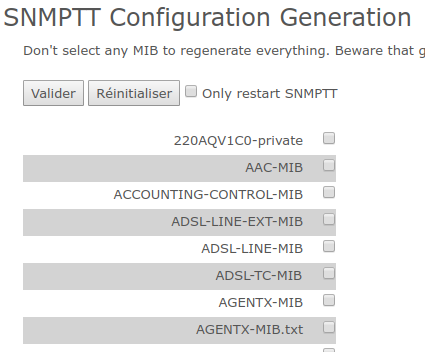 SNMPTT Configuration Generation
Don't select any MIB to regenerate everything. Beware that g
Valider Réinitialiser Only restart SNMPTT
220AQV1C0-private
AAC-MIB
ACCOUNTING-CONTROL-MIB
ADSL-LINE-EXT-MIB
ADSL-LINE-MIB
ADSL-TC-MIB
AGENTX-MIB
AGENTX-MIB.txt